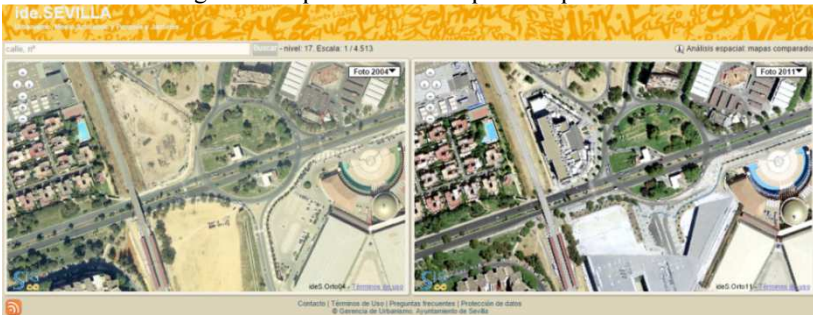 ide.SEVILLA
calle, nº
Buscar - nivel: 17. Escala: 1 / 4.513
Análisis espacial: mapas comparados
Foto 2004
Foto 2011
ideS.Orto04 - Términos de uso
ideS.Orto11 - Términos de uso
Contacto | Términos de Uso | Preguntas frecuentes | Protección de datos
© Gerencia de Urbanismo. Ayuntamiento de Sevilla